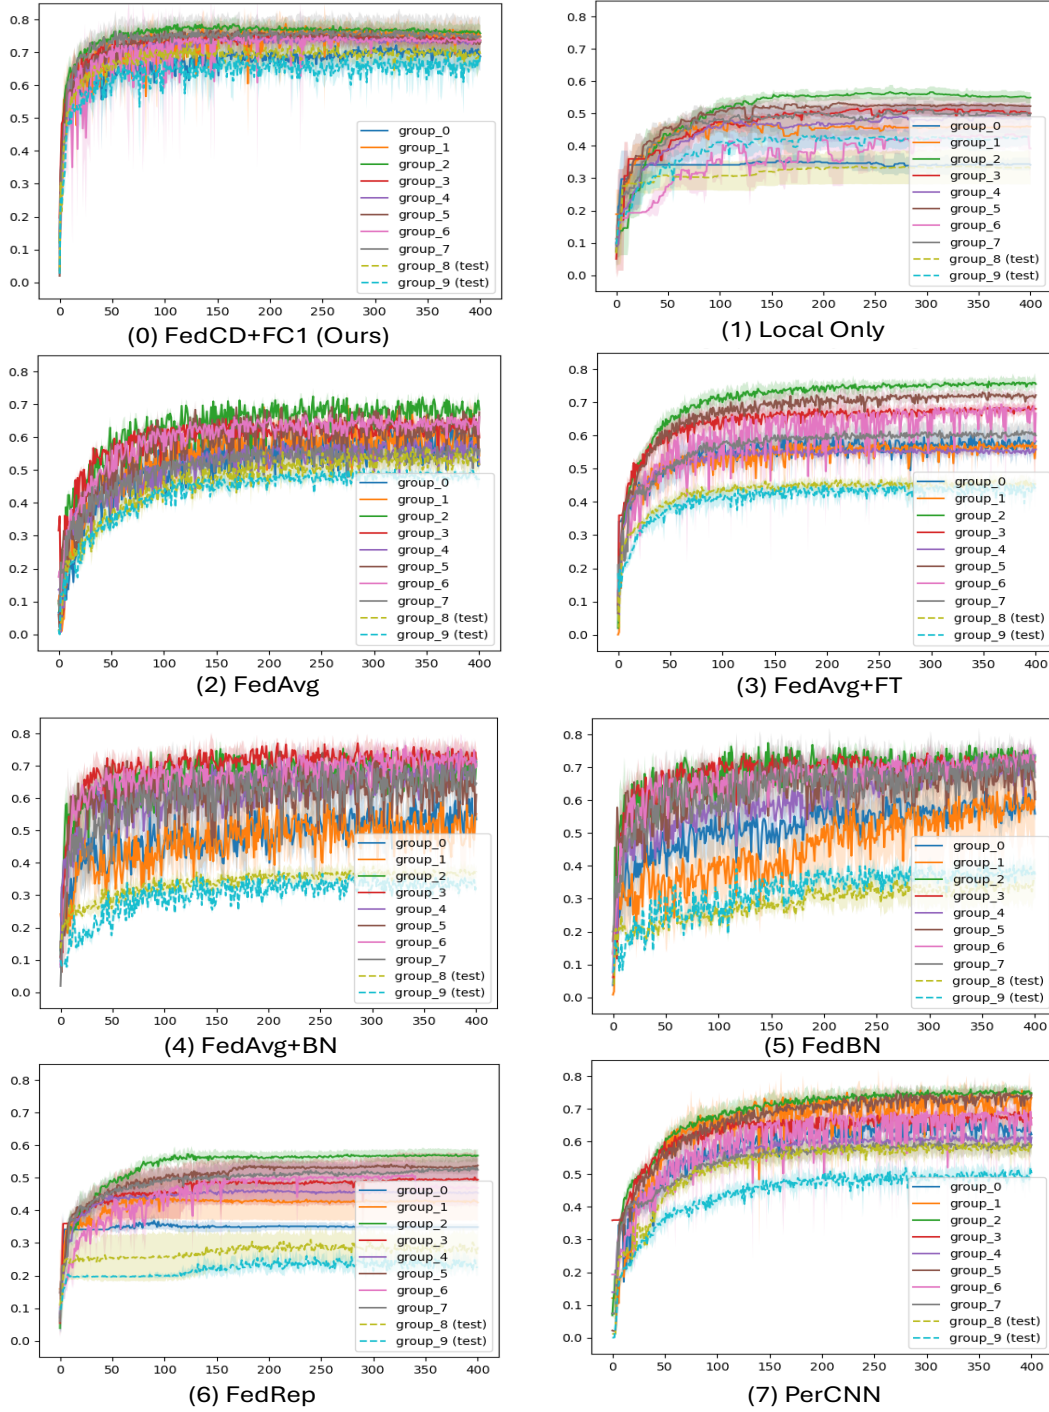 0.8
0.7
0.6
0.5
0.4
0.3
0.2
0.1
0.0
0 50 100 150 200 250 300 350 400
group_0
group_1
group_2
group_3
group_4
group_5
group_6
group_7
group_8 (test)
group_9 (test)
(0) FedCD+FC1 (Ours)
0.8
0.7
0.6
0.5
0.4
0.3
0.2
0.1
0.0
0 50 100 150 200 250 300 350 400
group_0
group_1
group_2
group_3
group_4
group_5
group_6
group_7
group_8 (test)
group_9 (test)
(1) Local Only
0.8
0.7
0.6
0.5
0.4
0.3
0.2
0.1
0.0
0 50 100 150 200 250 300 350 400
group_0
group_1
group_2
group_3
group_4
group_5
group_6
group_7
group_8 (test)
group_9 (test)
(2) FedAvg
0.8
0.7
0.6
0.5
0.4
0.3
0.2
0.1
0.0
0 50 100 150 200 250 300 350 400
group_0
group_1
group_2
group_3
group_4
group_5
group_6
group_7
group_8 (test)
group_9 (test)
(3) FedAvg+FT
0.8
0.7
0.6
0.5
0.4
0.3
0.2
0.1
0.0
0 50 100 150 200 250 300 350 400
group_0
group_1
group_2
group_3
group_4
group_5
group_6
group_7
group_8 (test)
group_9 (test)
(4) FedAvg+BN
0.8
0.7
0.6
0.5
0.4
0.3
0.2
0.1
0.0
0 50 100 150 200 250 300 350 400
group_0
group_1
group_2
group_3
group_4
group_5
group_6
group_7
group_8 (test)
group_9 (test)
(5) FedBN
0.8
0.7
0.6
0.5
0.4
0.3
0.2
0.1
0.0
0 50 100 150 200 250 300 350 400
group_0
group_1
group_2
group_3
group_4
group_5
group_6
group_7
group_8 (test)
group_9 (test)
(6) FedRep
0.8
0.7
0.6
0.5
0.4
0.3
0.2
0.1
0.0
0 50 100 150 200 250 300 350 400
group_0
group_1
group_2
group_3
group_4
group_5
group_6
group_7
group_8 (test)
group_9 (test)
(7) PerCNN